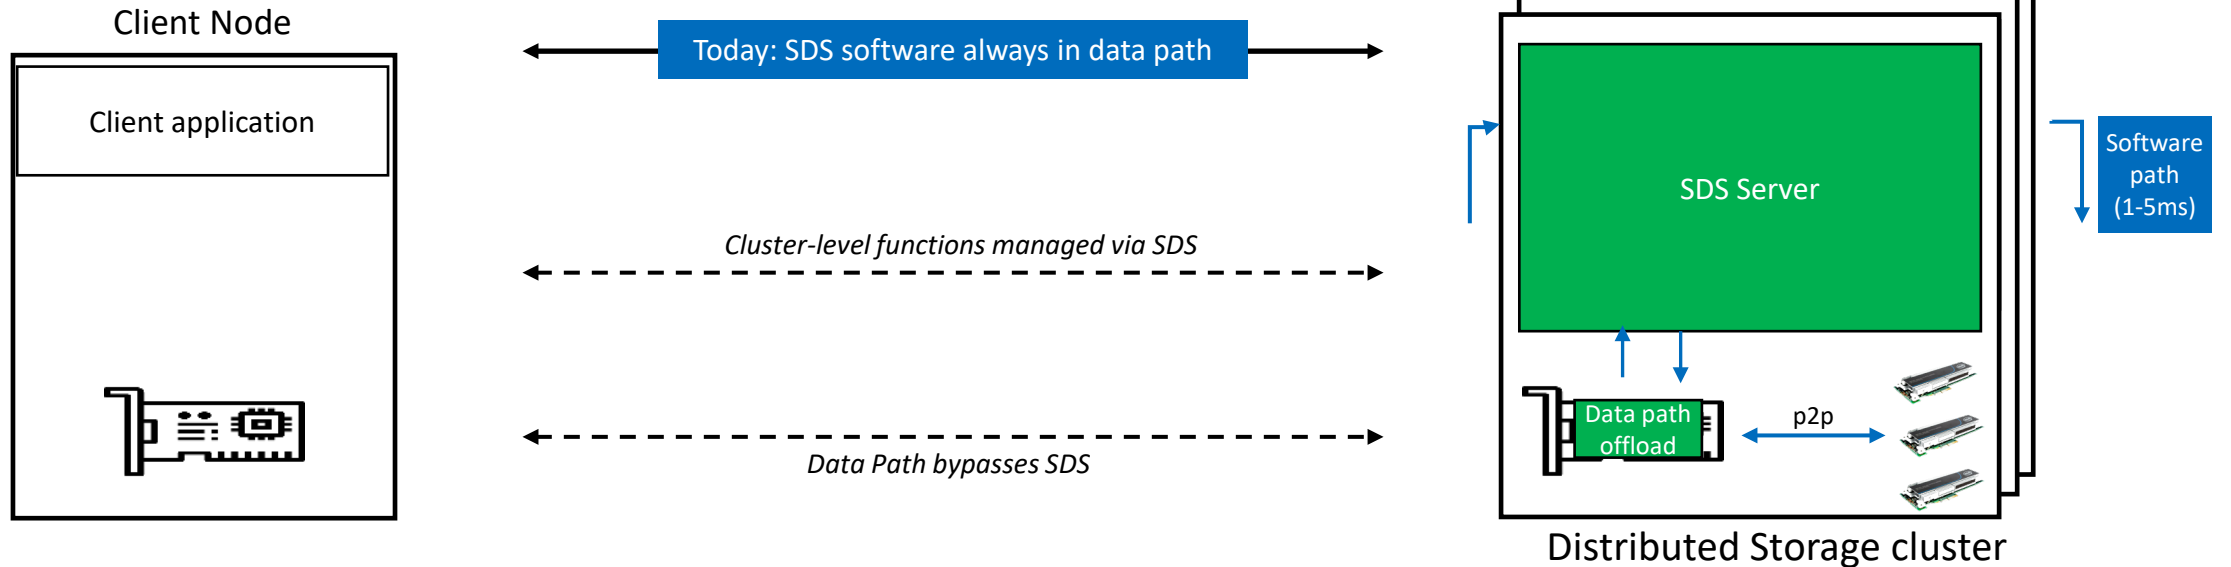 Client Node
Client application
Today: SDS software always in data path
Cluster-level functions managed via SDS
Data Path bypasses SDS
SDS Server
Software
path
(1-5ms)
Data path
offload
p2p
Distributed Storage cluster